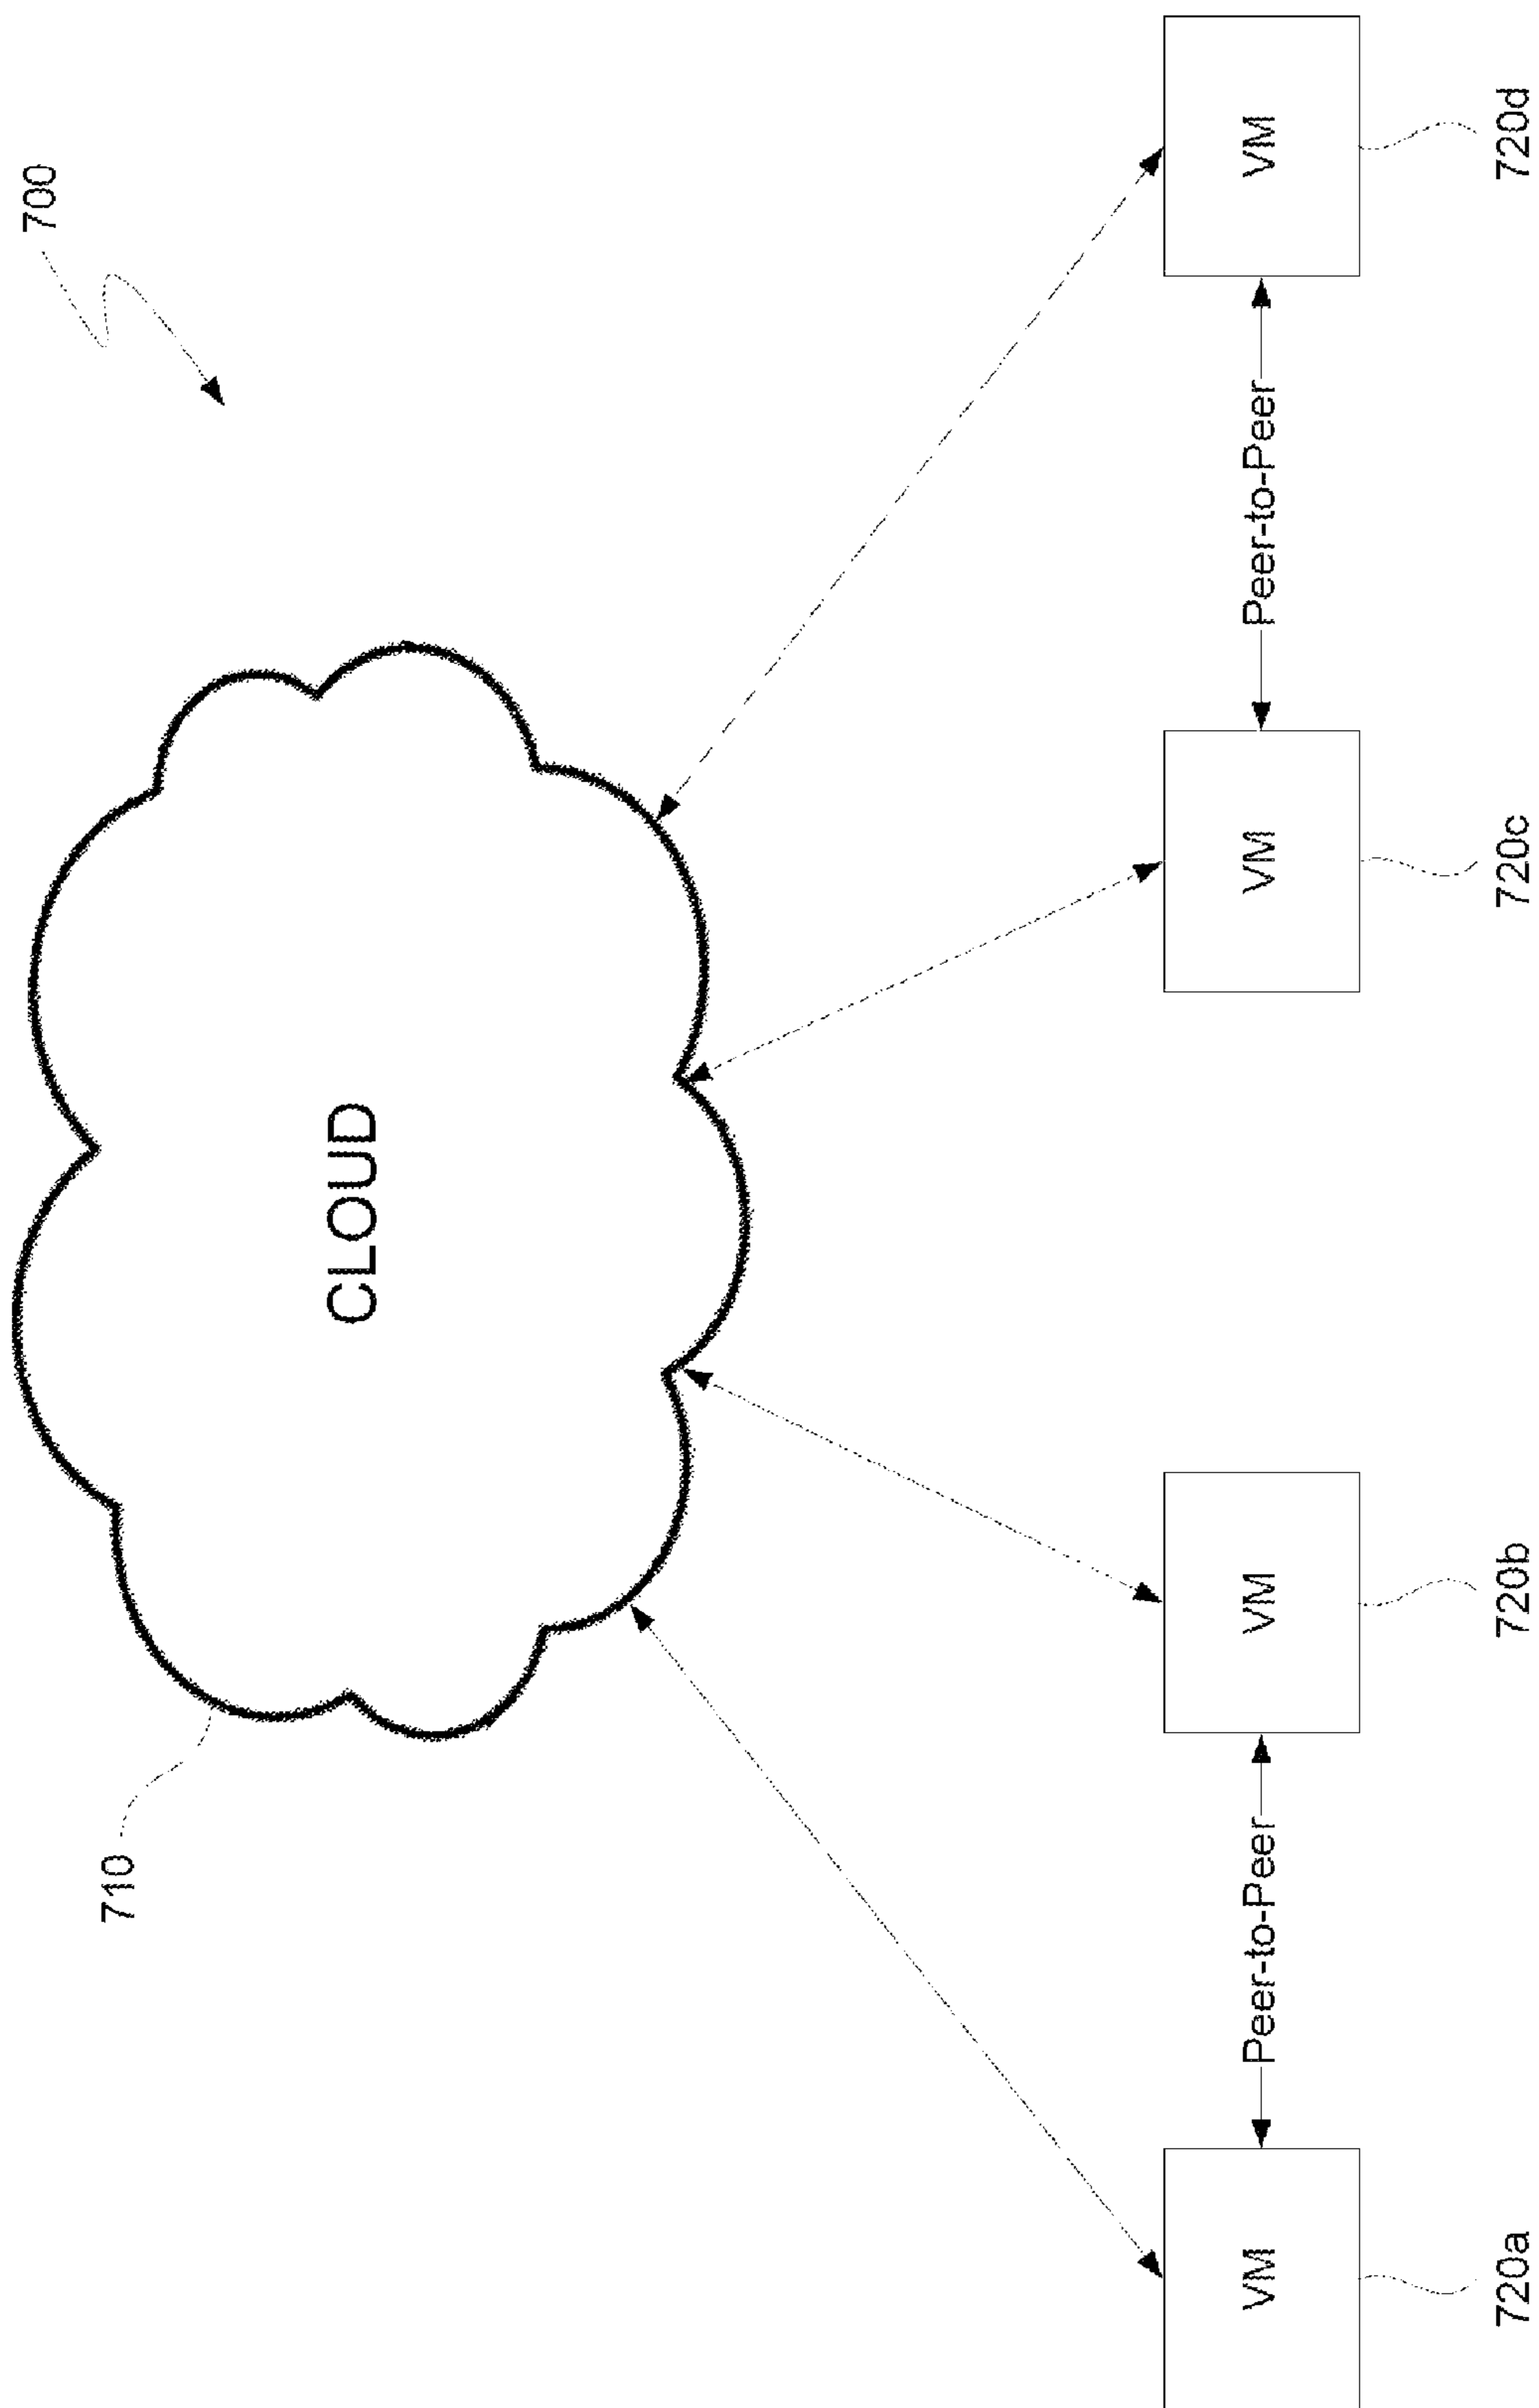 700
CLOUD
710
VM
Peer-to-Peer
VM
VM
Peer-to-Peer
VM
720a
720b
720c
720d